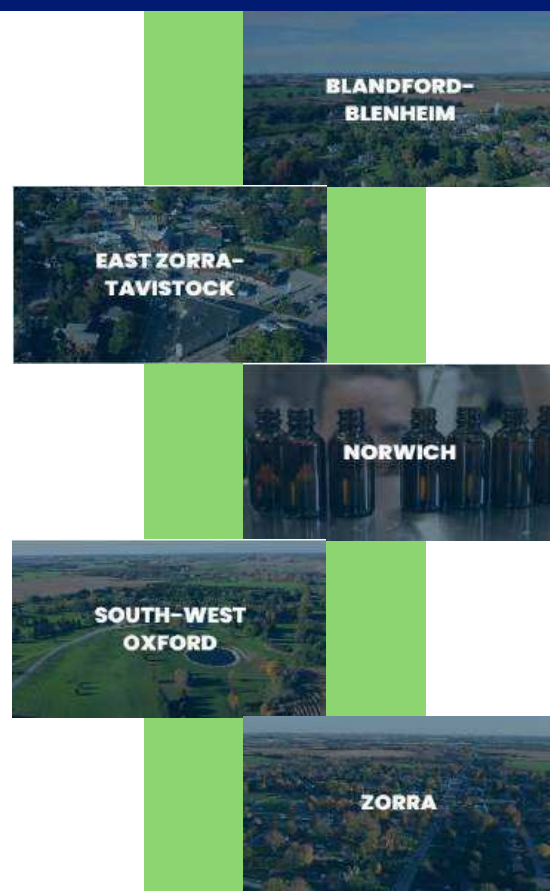 BLANDFORD-
BLENHEIM
EAST ZORRA-
TAVISTOCK
NORWICH
SOUTH-WEST
OXFORD
ZORRA